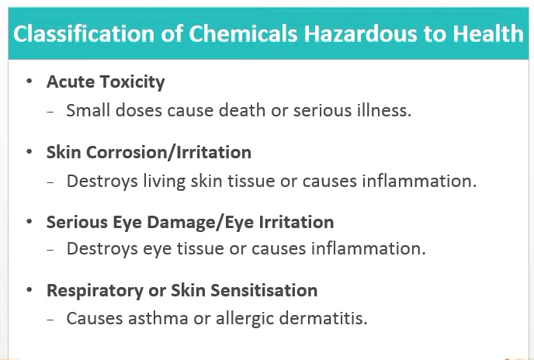 Classification of Chemicals Hazardous to Health
• Acute Toxicity
– Small doses cause death or serious illness.
• Skin Corrosion/Irritation
– Destroys living skin tissue or causes inflammation.
• Serious Eye Damage/Eye Irritation
– Destroys eye tissue or causes inflammation.
• Respiratory or Skin Sensitisation
– Causes asthma or allergic dermatitis.